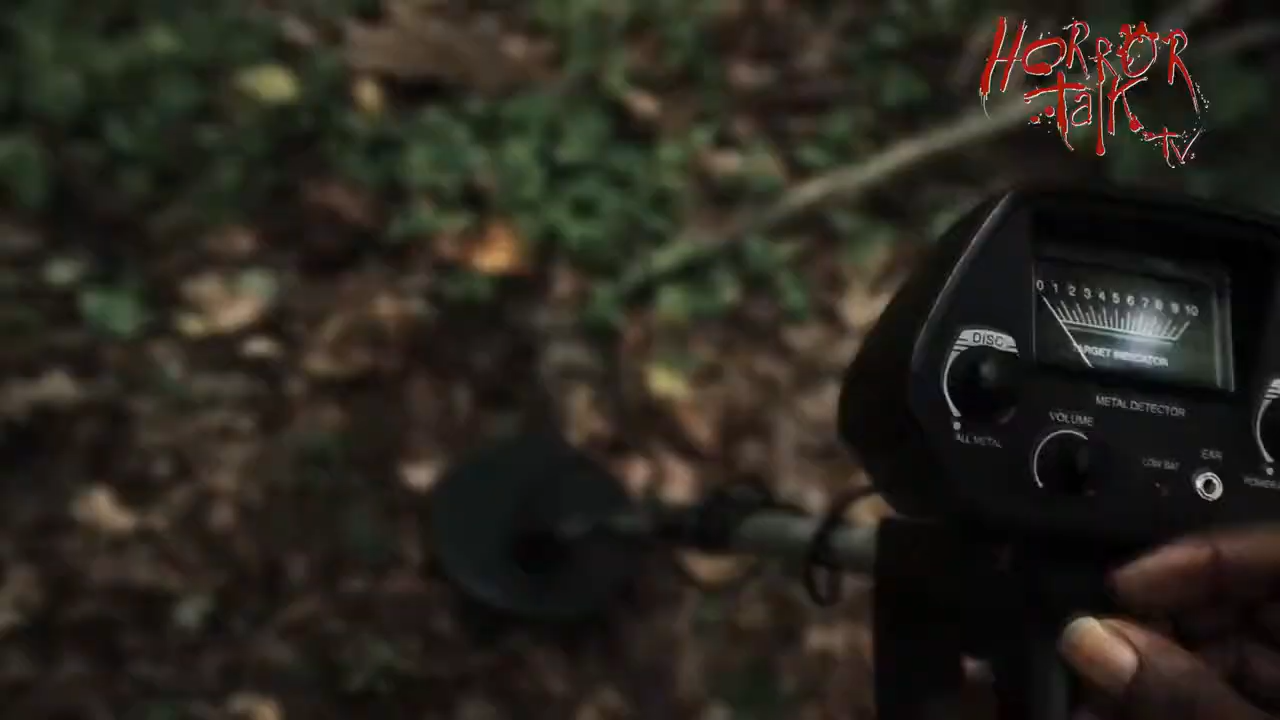 HORROR
Talk
TV
0 1 2 3 4 5 6 7 8 9 10
TARGET INDICATOR
DISC
METAL DETECTOR
VOLUME
ALL METAL
LOW BAT
EAR
POWER